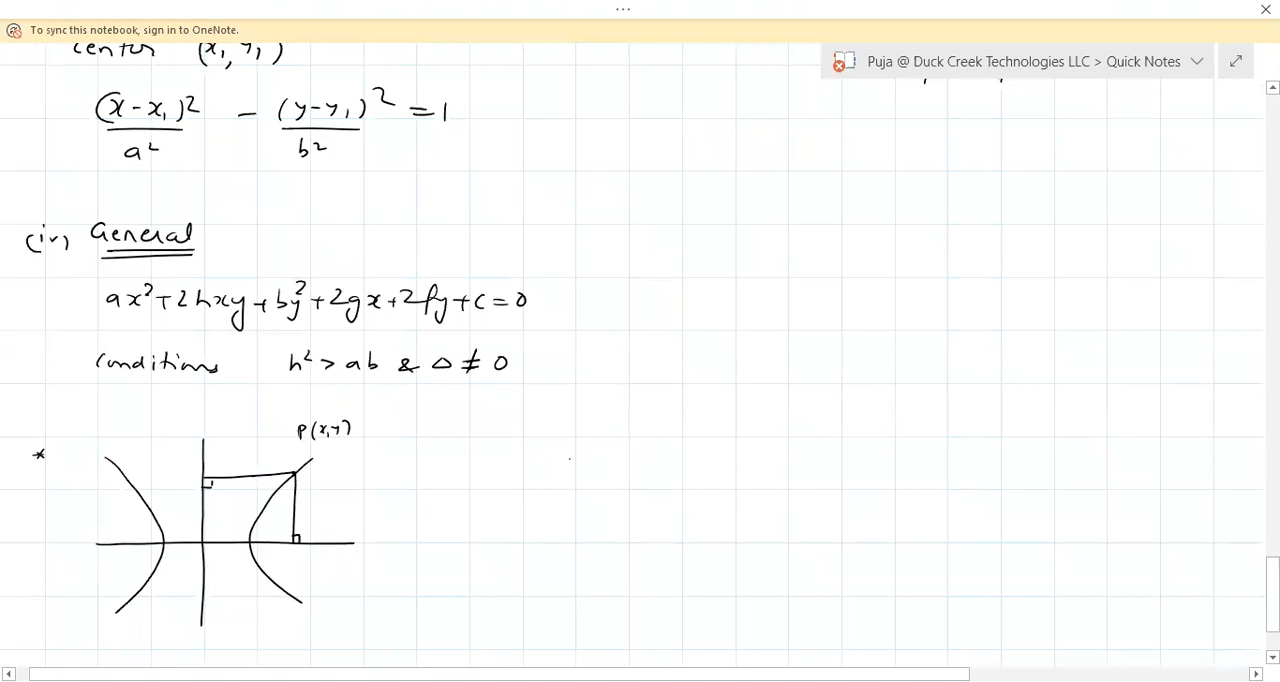 ...
To sync this notebook, sign in to OneNote.
Puja @ Duck Creek Technologies LLC > Quick Notes
center (x₁, y₁)
(x-x₁)²/a² - (y-y₁)²/b² = 1
(iv) General
ax² + 2hxy + by² + 2gx + 2fy + c = 0
Conditions h² > ab & Δ ≠ 0
* P(x,y)